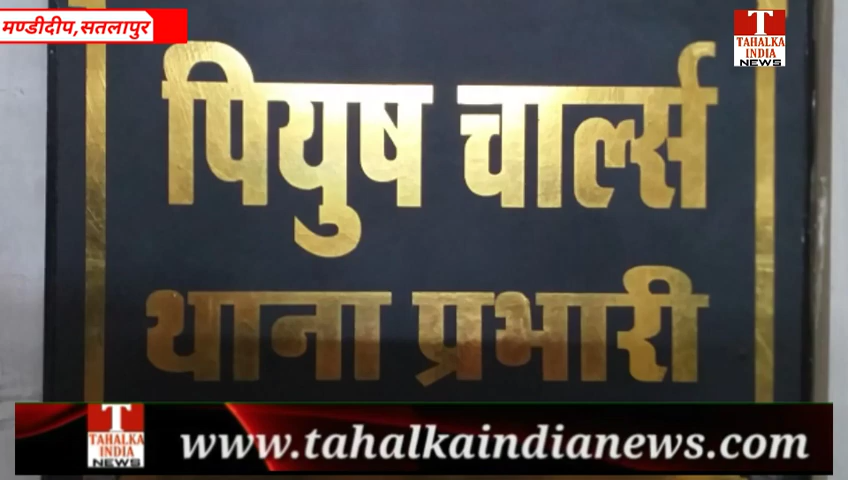 मण्डीदीप,सतलापुर
T
TAHALKA
INDIA
NEWS
पियुष चार्ल्स
थाना प्रभारी
T
TAHALKA
INDIA
NEWS
www.tahalkaindianews.com